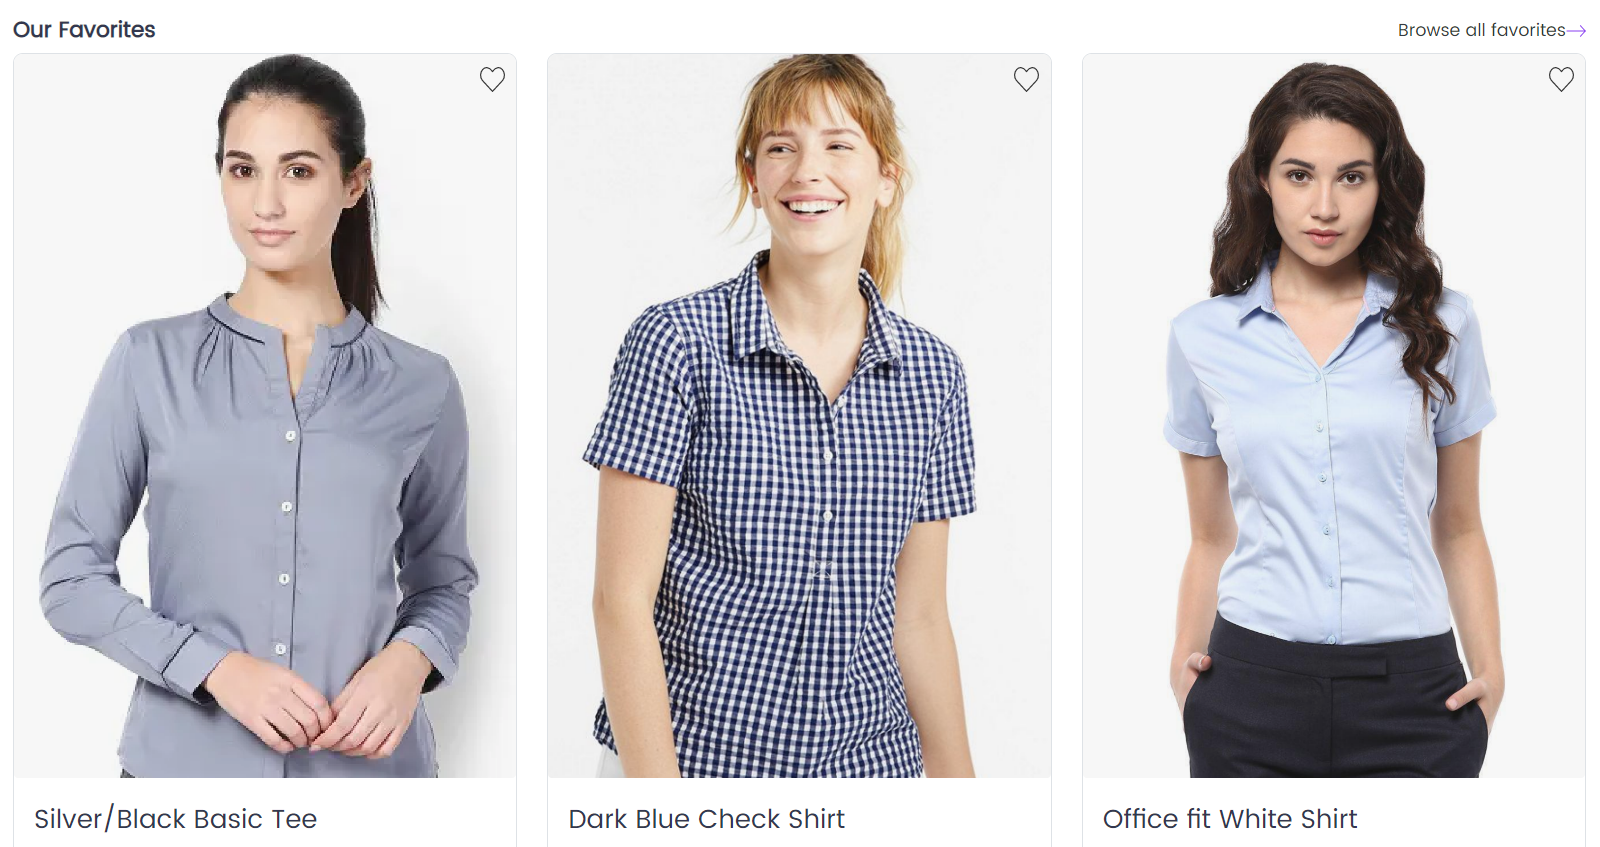 Our Favorites
Browse all favorites
Silver/Black Basic Tee
Dark Blue Check Shirt
Office fit White Shirt